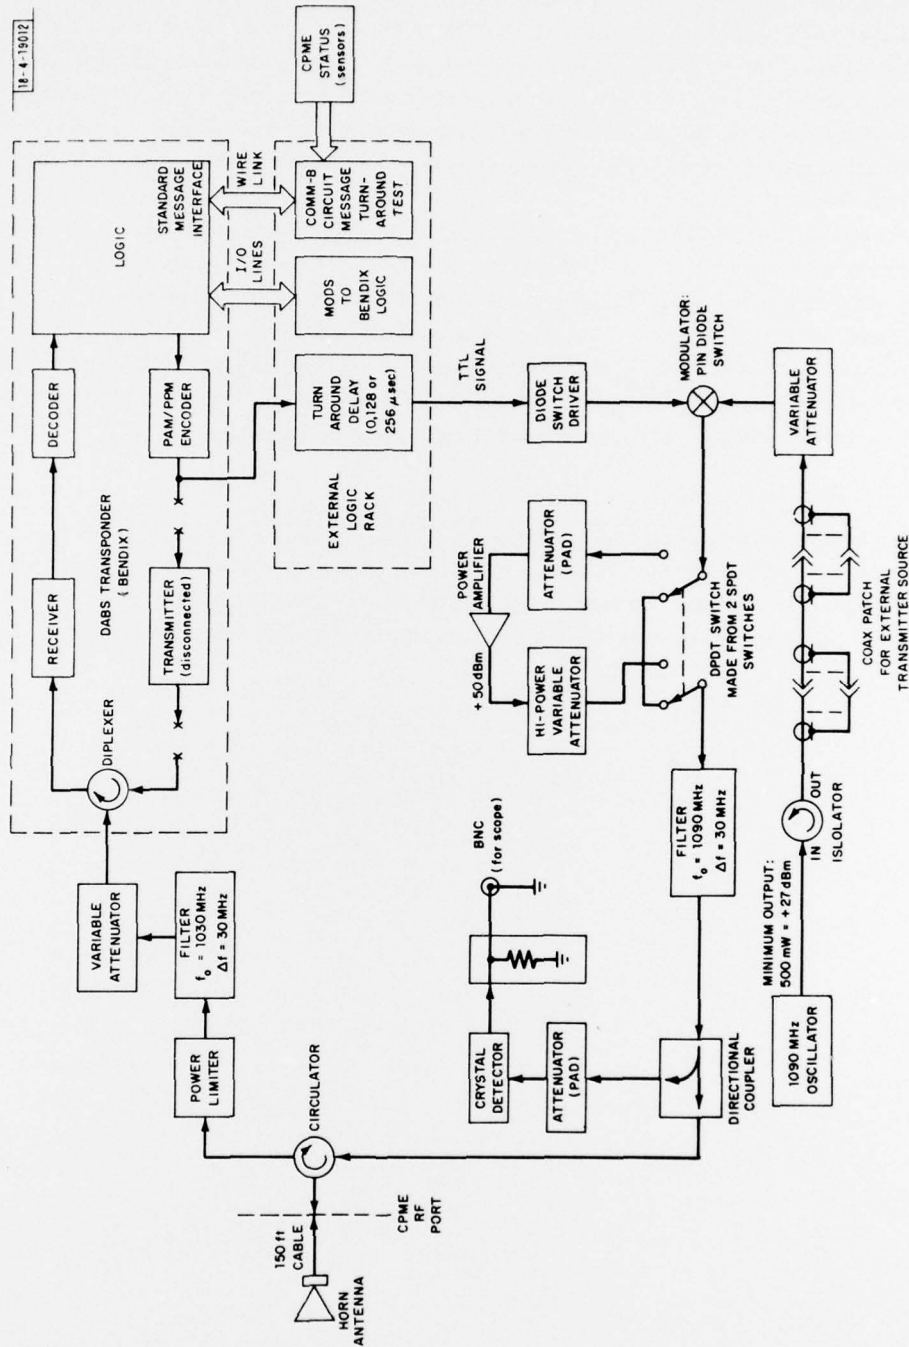 18-4-19012
CPME
STATUS
(sensors)
LOGIC
STANDARD
MESSAGE
INTERFACE
WIRE
LINK
I/O
LINES
COMM-B
CIRCUIT
MESSAGE
TURN-
AROUND
TEST
MODS
TO
BENDIX
LOGIC
TURN
AROUND
DELAY
(0,128 or
256 μsec)
EXTERNAL
LOGIC
RACK
DECODER
PAM/PPM
ENCODER
DABS TRANSPONDER
(BENDIX)
RECEIVER
TRANSMITTER
(disconnected)
DIPLEXER
VARIABLE
ATTENUATOR
FILTER
f₀ = 1030 MHz
Δf = 30 MHz
POWER
LIMITER
CIRCULATOR
150 ft
CABLE
CPME
RF
PORT
HORN
ANTENNA
TTL
SIGNAL
DIODE
SWITCH
DRIVER
MODULATOR:
PIN DIODE
SWITCH
VARIABLE
ATTENUATOR
ATTENUATOR
(PAD)
POWER
AMPLIFIER
+50 dBm
HI-POWER
VARIABLE
ATTENUATOR
DPDT SWITCH
MADE FROM 2 SPDT
SWITCHES
FILTER
f₀ = 1090 MHz
Δf = 30 MHz
BNC
(for scope)
CRYSTAL
DETECTOR
ATTENUATOR
(PAD)
DIRECTIONAL
COUPLER
COAX PATCH
FOR EXTERNAL
TRANSMITTER SOURCE
OUT
IN
ISLOLATOR
MINIMUM OUTPUT:
500 mW = +27 dBm
1090 MHz
OSCILLATOR